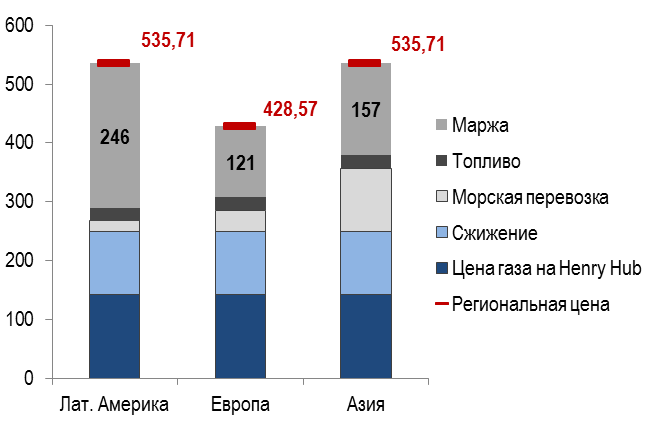 600
500
400
300
200
100
0
535,71
428,57
535,71
246
121
157
Лат. Америка
Европа
Азия
Маржа
Топливо
Морская перевозка
Сжижение
Цена газа на Henry Hub
Региональная цена